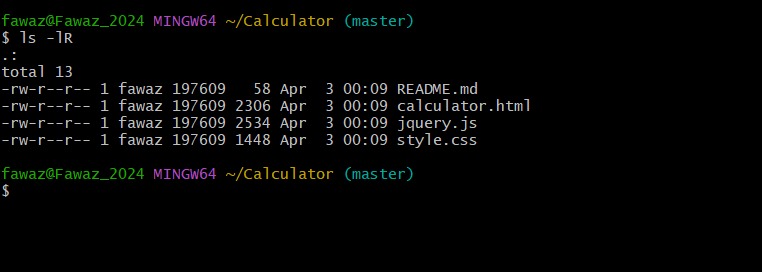 fawaz@Fawaz_2024 MINGW64 ~/Calculator (master)
$ ls -lR
.:
total 13
-rw-r--r-- 1 fawaz 197609   58 Apr  3 00:09 README.md
-rw-r--r-- 1 fawaz 197609 2306 Apr  3 00:09 calculator.html
-rw-r--r-- 1 fawaz 197609 2534 Apr  3 00:09 jquery.js
-rw-r--r-- 1 fawaz 197609 1448 Apr  3 00:09 style.css
fawaz@Fawaz_2024 MINGW64 ~/Calculator (master)
$